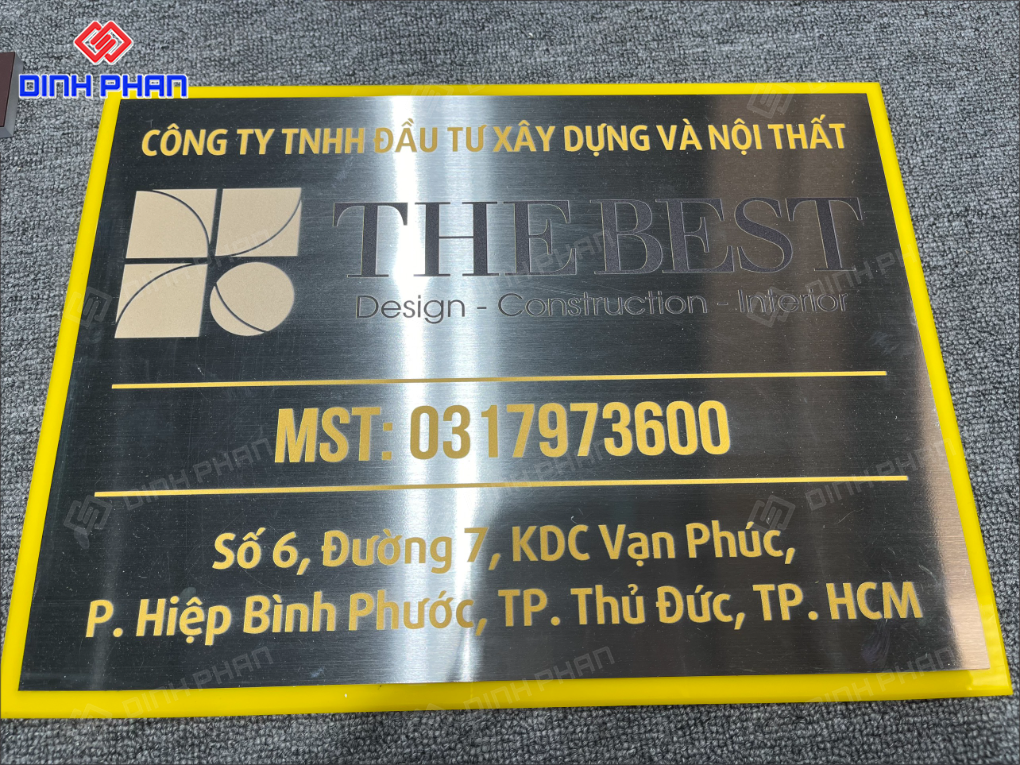 DINH PHAN
CÔNG TY TNHH ĐẦU TƯ XÂY DỰNG VÀ NỘI THẤT
THE BEST
Design - Construction - Interior
MST: 0317973600
Số 6, Đường 7, KDC Vạn Phúc,
P. Hiệp Bình Phước, TP. Thủ Đức, TP. HCM